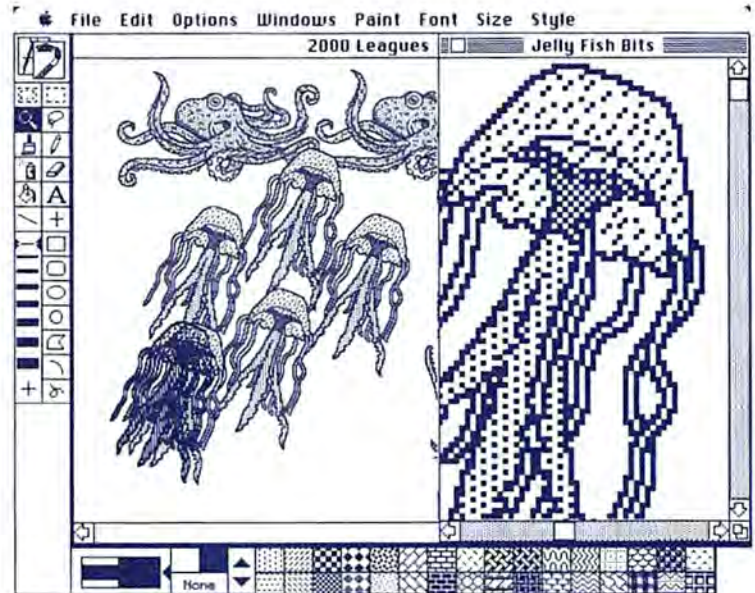 File Edit Options Windows Paint Font Size Style
2000 Leagues
Jelly Fish Bits
A
None